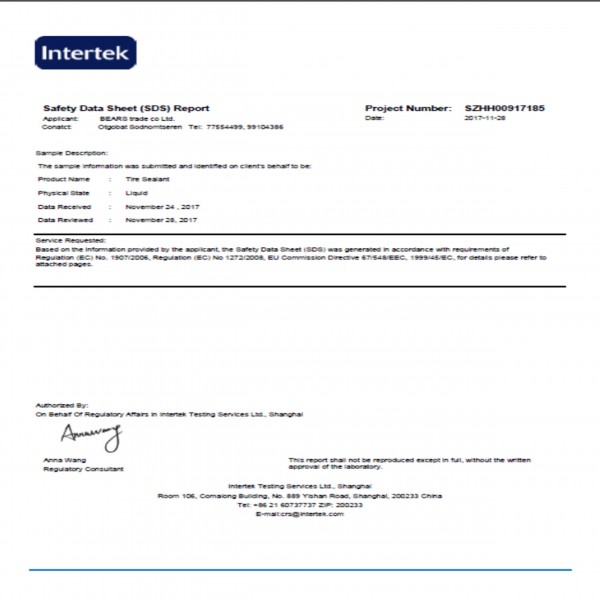 Intertek
Safety Data Sheet (SDS) Report
Project Number: SZHH00917185
Applicant: BEARS trade co Ltd.
Date: 2017-11-28
Conatct: Otgobat Sodnomtseren Tel: 77554499, 99104386
Sample Description:
The sample information was submitted and identified on client's behalf to be:
Product Name : Tire Sealant
Physical State : Liquid
Data Received : November 24 , 2017
Data Reviewed : November 28, 2017
Service Requested:
Based on the information provided by the applicant, the Safety Data Sheet (SDS) was generated in accordance with requirements of
Regulation (EC) No. 1907/2006, Regulation (EC) No 1272/2008, EU Commission Directive 67/548/EEC, 1999/45/EC, for details please refer to
attached pages.
Authorized By:
On Behalf Of Regulatory Affairs in Intertek Testing Services Ltd., Shanghai
Annawang
Anna Wang
Regulatory Consultant
This report shall not be reproduced except in full, without the written
approval of the laboratory.
Intertek Testing Services Ltd., Shanghai
Room 106, Comalong Building, No. 889 Yishan Road, Shanghai, 200233 China
Tel: +86 21 60737737 ZIP: 200233
E-mail:crs@intertek.com